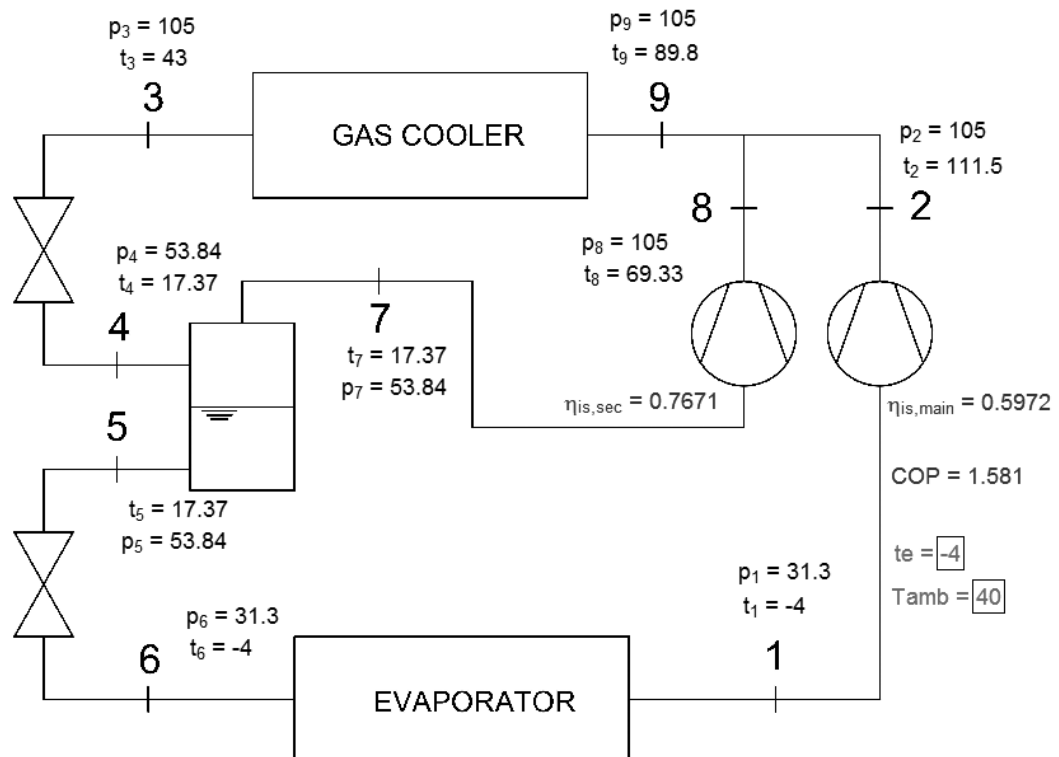 p₃ = 105
t₃ = 43
3
GAS COOLER
p₉ = 105
t₉ = 89.8
9
p₂ = 105
t₂ = 111.5
2
8
p₈ = 105
t₈ = 69.33
p₄ = 53.84
t₄ = 17.37
4
7
t₇ = 17.37
p₇ = 53.84
ηis,sec = 0.7671
ηis,main = 0.5972
5
t₅ = 17.37
p₅ = 53.84
COP = 1.581
te = -4
Tamb = 40
p₁ = 31.3
t₁ = -4
1
p₆ = 31.3
t₆ = -4
6
EVAPORATOR